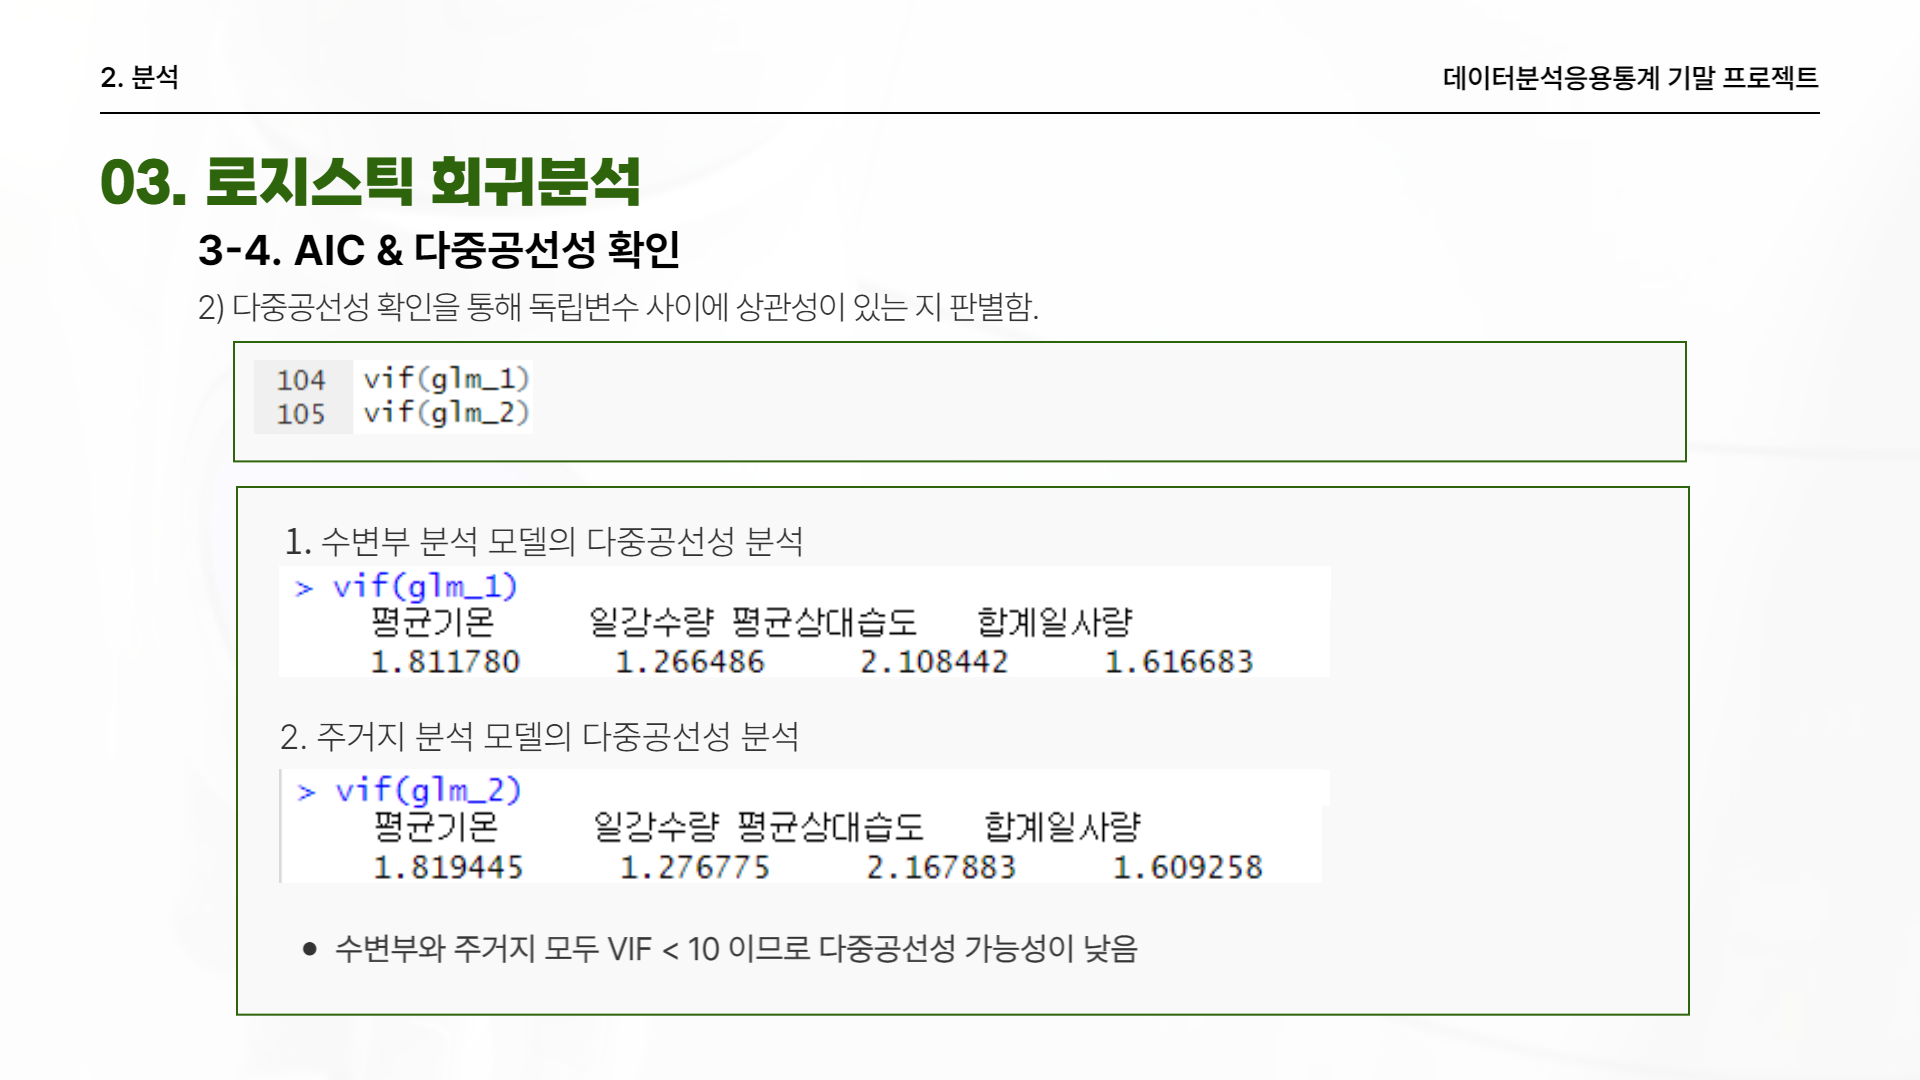 2. 분석
데이터분석응용통계 기말 프로젝트
03. 로지스틱 회귀분석
3-4. AIC & 다중공선성 확인
2) 다중공선성 확인을 통해 독립변수 사이에 상관성이 있는 지 판별함.
104 vif(glm_1)
105 vif(glm_2)
1. 수변부 분석 모델의 다중공선성 분석
> vif(glm_1)
평균기온 일강수량 평균상대습도 합계일사량
1.811780 1.266486 2.108442 1.616683
2. 주거지 분석 모델의 다중공선성 분석
> vif(glm_2)
평균기온 일강수량 평균상대습도 합계일사량
1.819445 1.276775 2.167883 1.609258
• 수변부와 주거지 모두 VIF < 10 이므로 다중공선성 가능성이 낮음